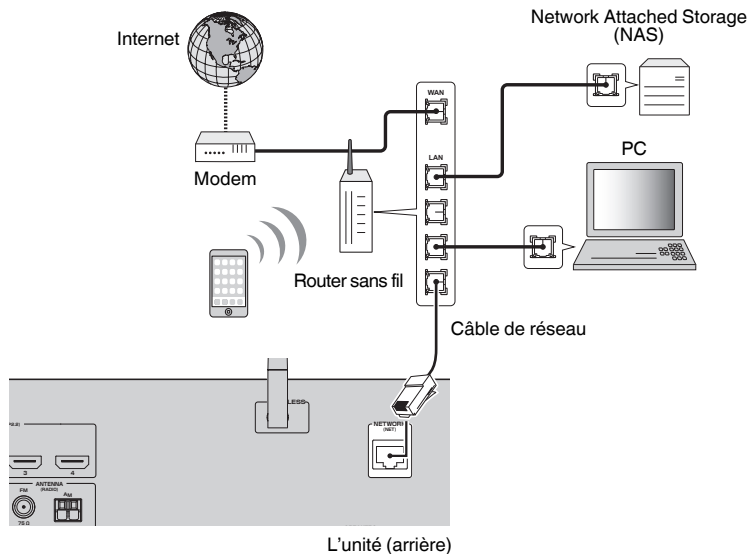 Internet
Network Attached Storage
(NAS)
WAN
PC
LAN
Modem
Router sans fil
Câble de réseau
LESS
NETWORK
(NET)
3
4
ANTENNA
(RADIO)
FM
AM
75 Ω
L'unité (arrière)